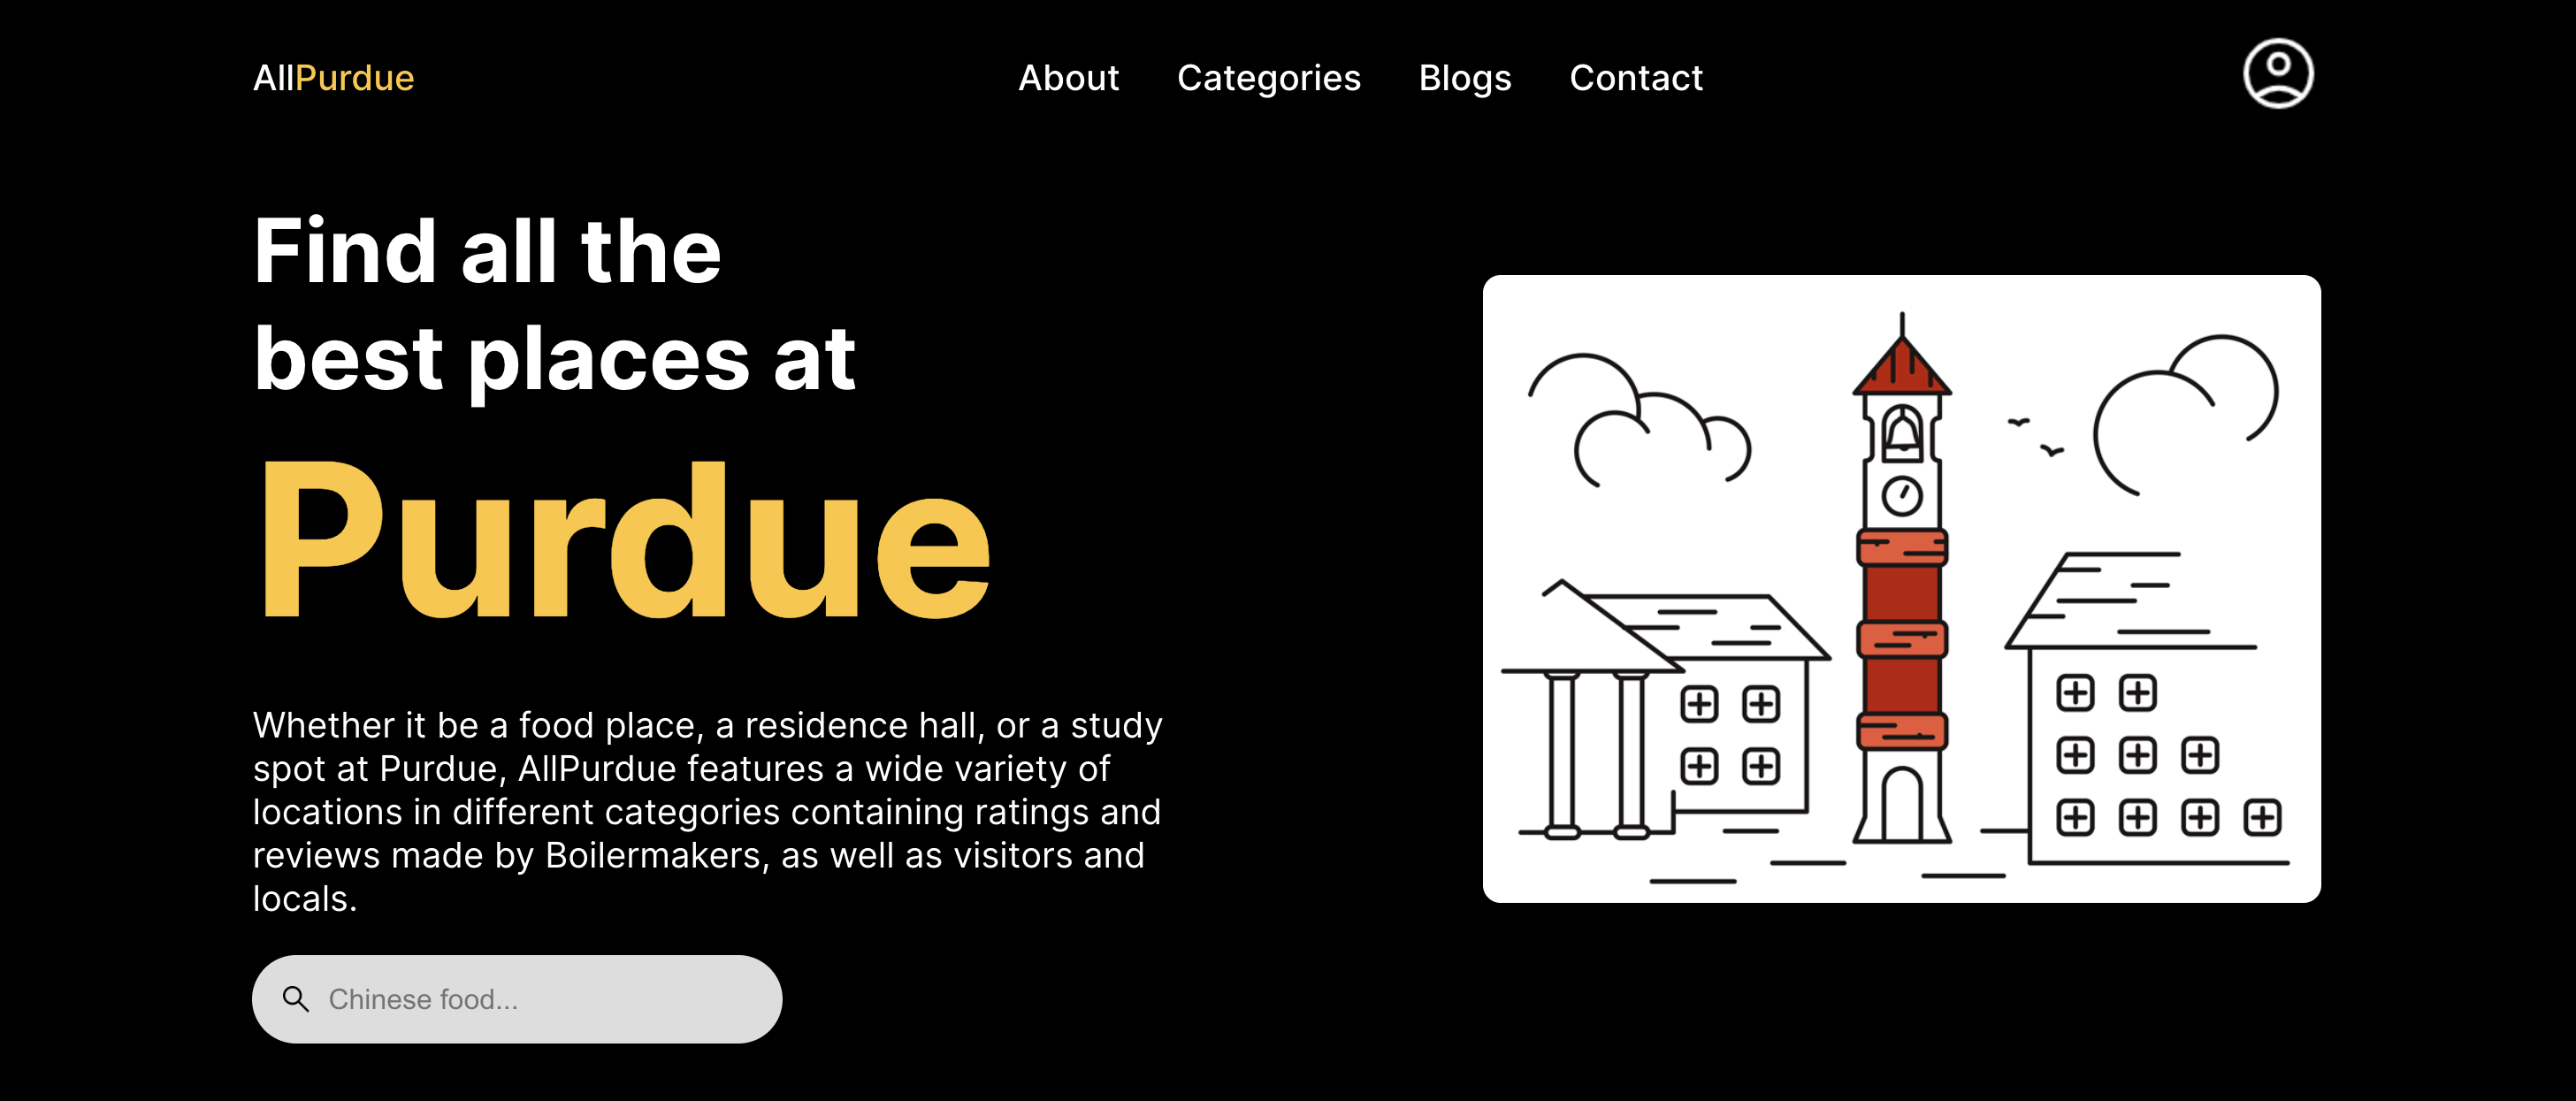 AllPurdue
About Categories Blogs Contact
Find all the
best places at
Purdue
Whether it be a food place, a residence hall, or a study
spot at Purdue, AllPurdue features a wide variety of
locations in different categories containing ratings and
reviews made by Boilermakers, as well as visitors and
locals.
Chinese food...